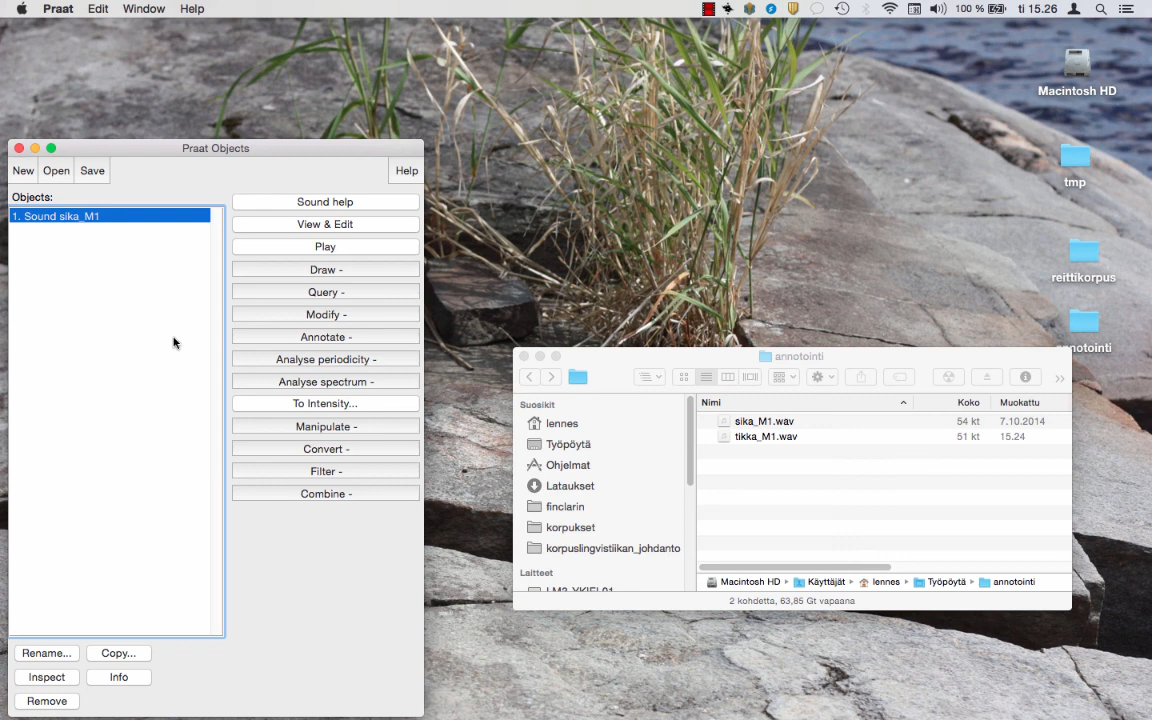 Praat Edit Window Help
100 % ti 15.26
Macintosh HD
tmp
reittikorpus
Praat Objects
New Open Save Help
Objects:
1. Sound sika_M1
Sound help
View & Edit
Play
Draw -
Query -
Modify -
Annotate -
Analyse periodicity -
Analyse spectrum -
To Intensity...
Manipulate -
Convert -
Filter -
Combine -
Rename... Copy...
Inspect Info
Remove
annotointi
annotointi
Suosikit
lennes
Työpöytä
Ohjelmat
Lataukset
finclarin
korpukset
korpuslingvistiikan_johdanto
Laitteet
Nimi Koko Muokattu
sika_M1.wav 54 kt 7.10.2014
tikka_M1.wav 51 kt 15.24
Macintosh HD Käyttäjät lennes Työpöytä annotointi
2 kohdetta, 63,85 Gt vapaana